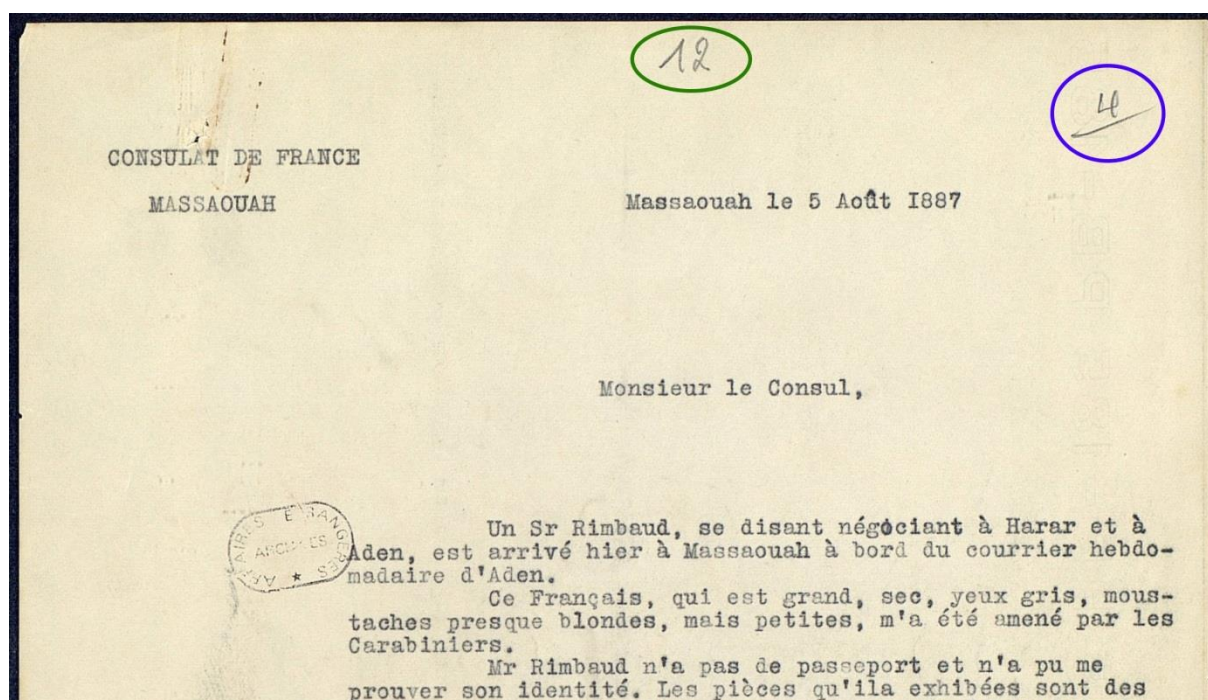 12
4
CONSULAT DE FRANCE
MASSAOUAH
Massaouah le 5 Août I887
Monsieur le Consul,
AFFAIRES ETRANGÈRES
ARCHIVES
Un Sr Rimbaud, se disant négociant à Harar et à
Aden, est arrivé hier à Massaouah à bord du courrier hebdo-
madaire d'Aden.
Ce Français, qui est grand, sec, yeux gris, mous-
taches presque blondes, mais petites, m'a été amené par les
Carabiniers.
Mr Rimbaud n'a pas de passeport et n'a pu me
prouver son identité. Les pièces qu'ila exhibées sont des